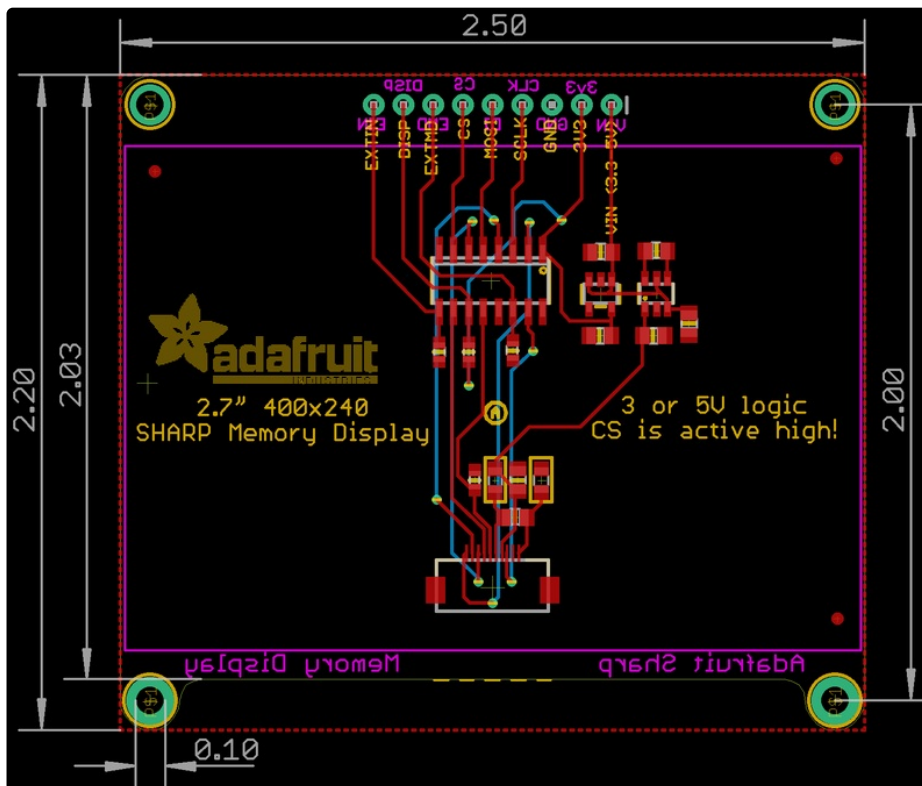 2.50
DISP
CS
CLK
3v3
EXTIN
DISP
EXTMD
CS
MOSI
SCLK
GND
3V3
VIN (3.3 5V)
VIN
2.20
2.03
2.00
adafruit
INDUSTRIES
2.7" 400x240
SHARP Memory Display
3 or 5V logic
CS is active high!
Memory Display
Adafruit Sharp
0.10